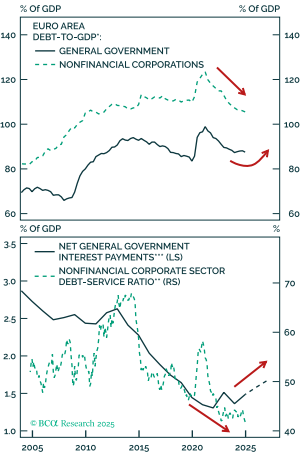 % Of GDP % Of GDP
EURO AREA
DEBT-TO-GDP*:
GENERAL GOVERNMENT
NONFINANCIAL CORPORATIONS
140 140
120 120
100 100
80 80
60 60
% Of GDP %
NET GENERAL GOVERNMENT
INTEREST PAYMENTS*** (LS)
NONFINANCIAL CORPORATE SECTOR
DEBT-SERVICE RATIO** (RS)
3.5
3.0 70
2.5
60
2.0
1.5 50
1.0 40
© BCA Research 2025
2005 2010 2015 2020 2025